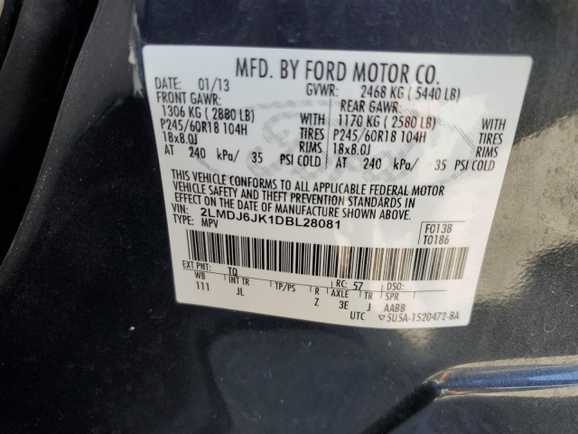 MFD. BY FORD MOTOR CO.
DATE: 01/13 GVWR: 2468 KG ( 5440 LB)
FRONT GAWR: REAR GAWR:
1306 KG ( 2880 LB) WITH 1170 KG ( 2580 LB) WITH
P245/60R18 104H TIRES P245/60R18 104H TIRES
18x8.0J RIMS 18x8.0J RIMS
AT 240 kPa/ 35 PSI COLD AT 240 kPa/ 35 PSI COLD
THIS VEHICLE CONFORMS TO ALL APPLICABLE FEDERAL MOTOR
VEHICLE SAFETY AND THEFT PREVENTION STANDARDS IN
EFFECT ON THE DATE OF MANUFACTURE SHOWN ABOVE.
VIN: 2LMDJ6JK1DBL28081 F0138
TYPE: MPV T0186
EXT PNT: TQ RC: 57 DSO:
WB INT TR TP/PS R AXLE TR SPR
111 JL Z 3E J AABB
UTC ▽5U5A-1520472-BA